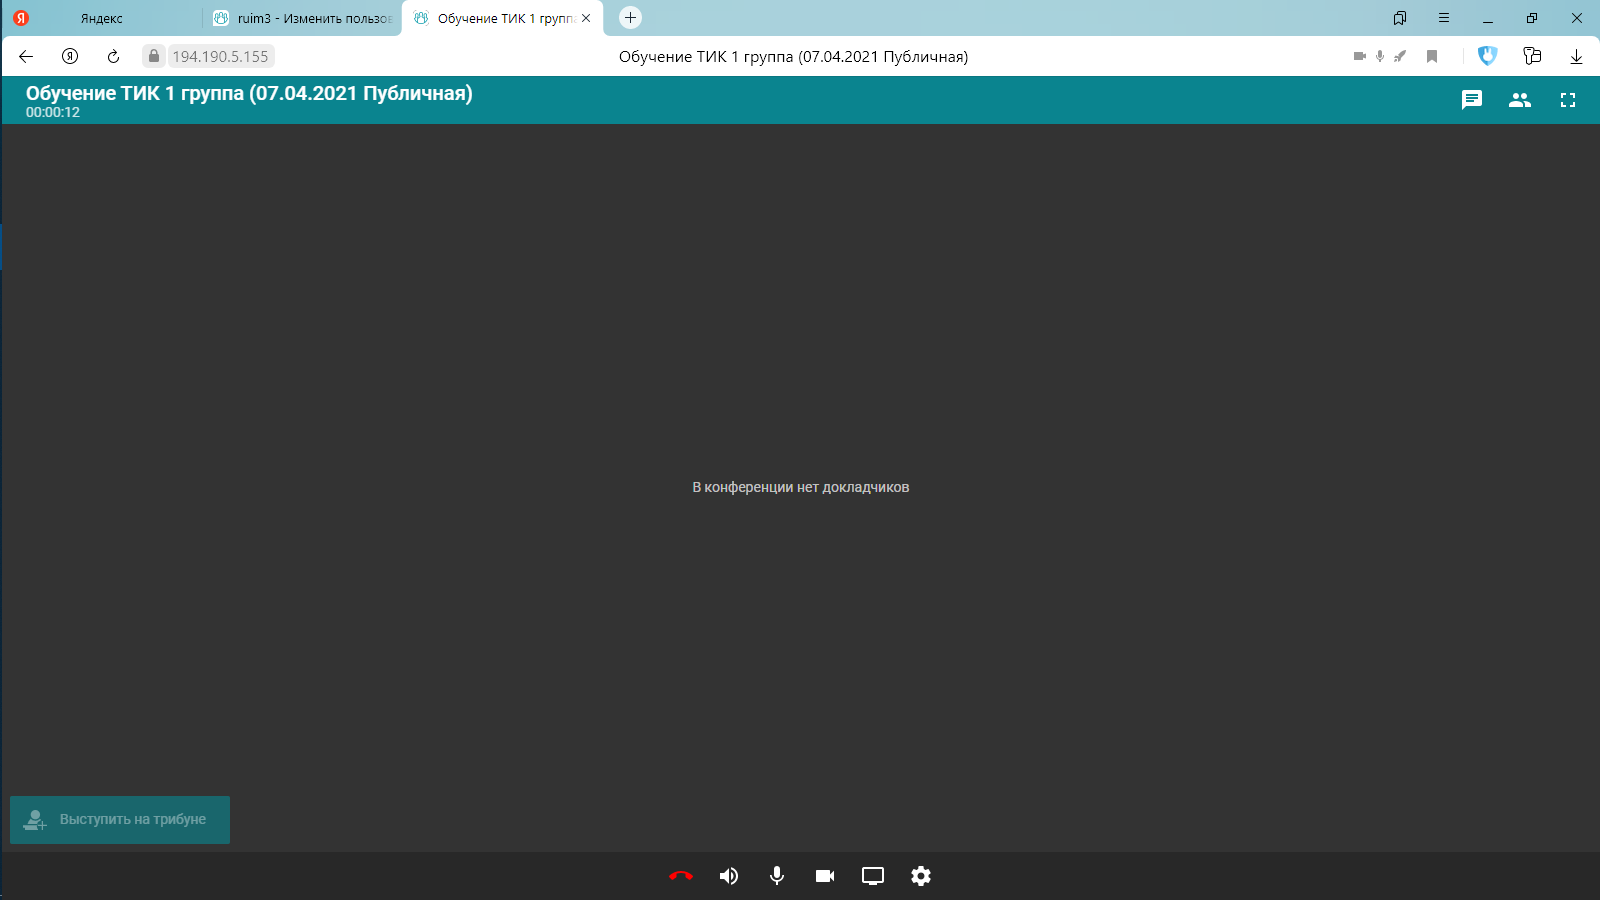 Я
Яндекс
ruim3 - Изменить пользов
Обучение ТИК 1 группа
194.190.5.155
Обучение ТИК 1 группа (07.04.2021 Публичная)
Обучение ТИК 1 группа (07.04.2021 Публичная)
00:00:12
В конференции нет докладчиков
Выступить на трибуне